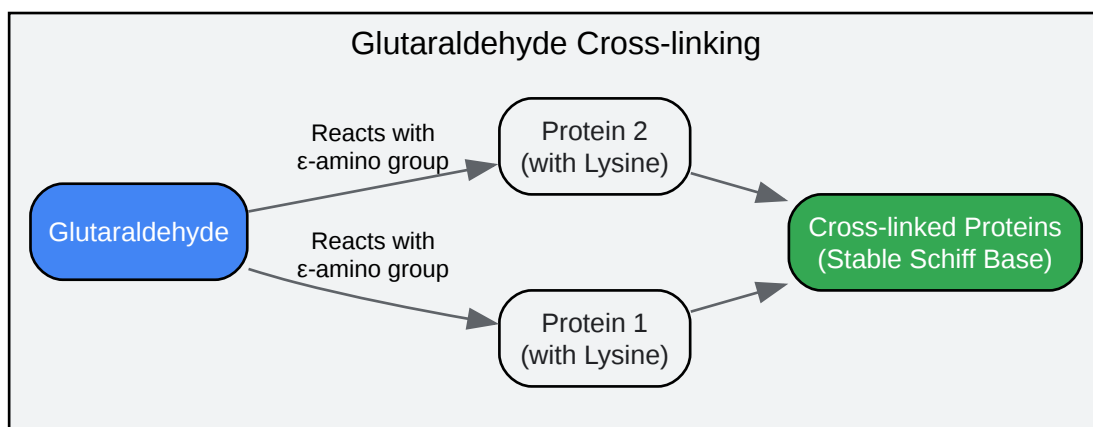 Glutaraldehyde Cross-linking
Reacts with
ε-amino group
Protein 2
(with Lysine)
Glutaraldehyde
Cross-linked Proteins
(Stable Schiff Base)
Reacts with
ε-amino group
Protein 1
(with Lysine)